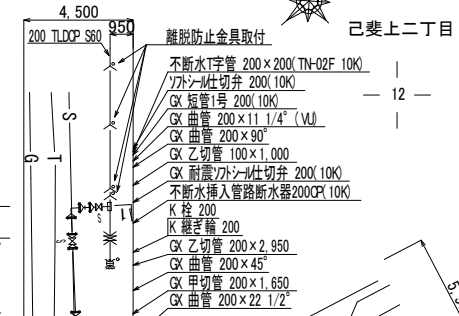 4,500
950
己斐上二丁目
200 TLDCP S60
離脱防止金具取付
不断水T字管 200×200(TN-02F 10K)
ソフトシール仕切弁 200(10K)
GX 短管1号 200(10K)
GX 曲管 200×11 1/4° (VU)
GX 曲管 200×90°
GX 乙切管 100×1,000
GX 耐震ソフトシール仕切弁 200(10K)
不断水挿入管路断水器200CP(10K)
K 栓 200
K 継ぎ輪 200
GX 乙切管 200×2,950
GX 曲管 200×45°
GX 甲切管 200×1,650
GX 曲管 200×22 1/2°
12
S
T
G
S
S
11